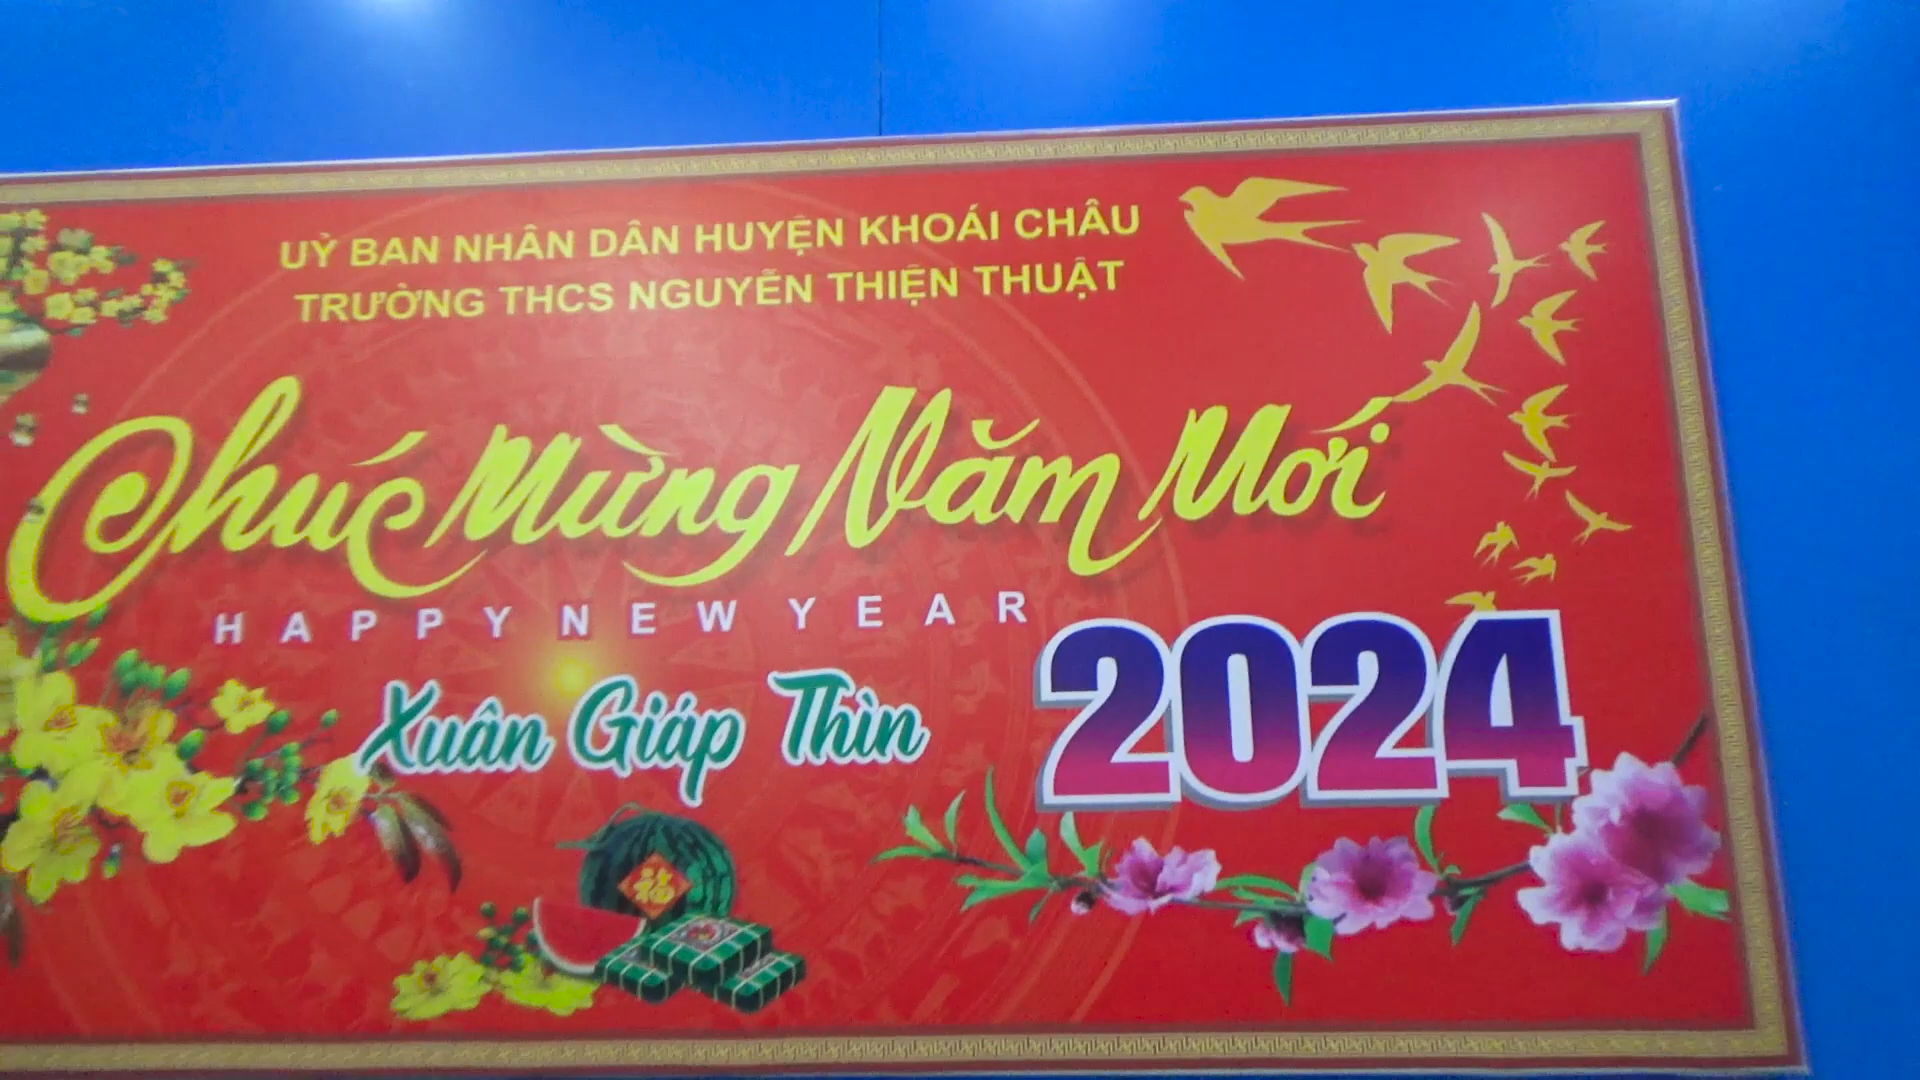 UỶ BAN NHÂN DÂN HUYỆN KHOÁI CHÂU
TRƯỜNG THCS NGUYỄN THIỆN THUẬT
Chúc Mừng Năm Mới
HAPPY NEW YEAR
Xuân Giáp Thìn
2024
福